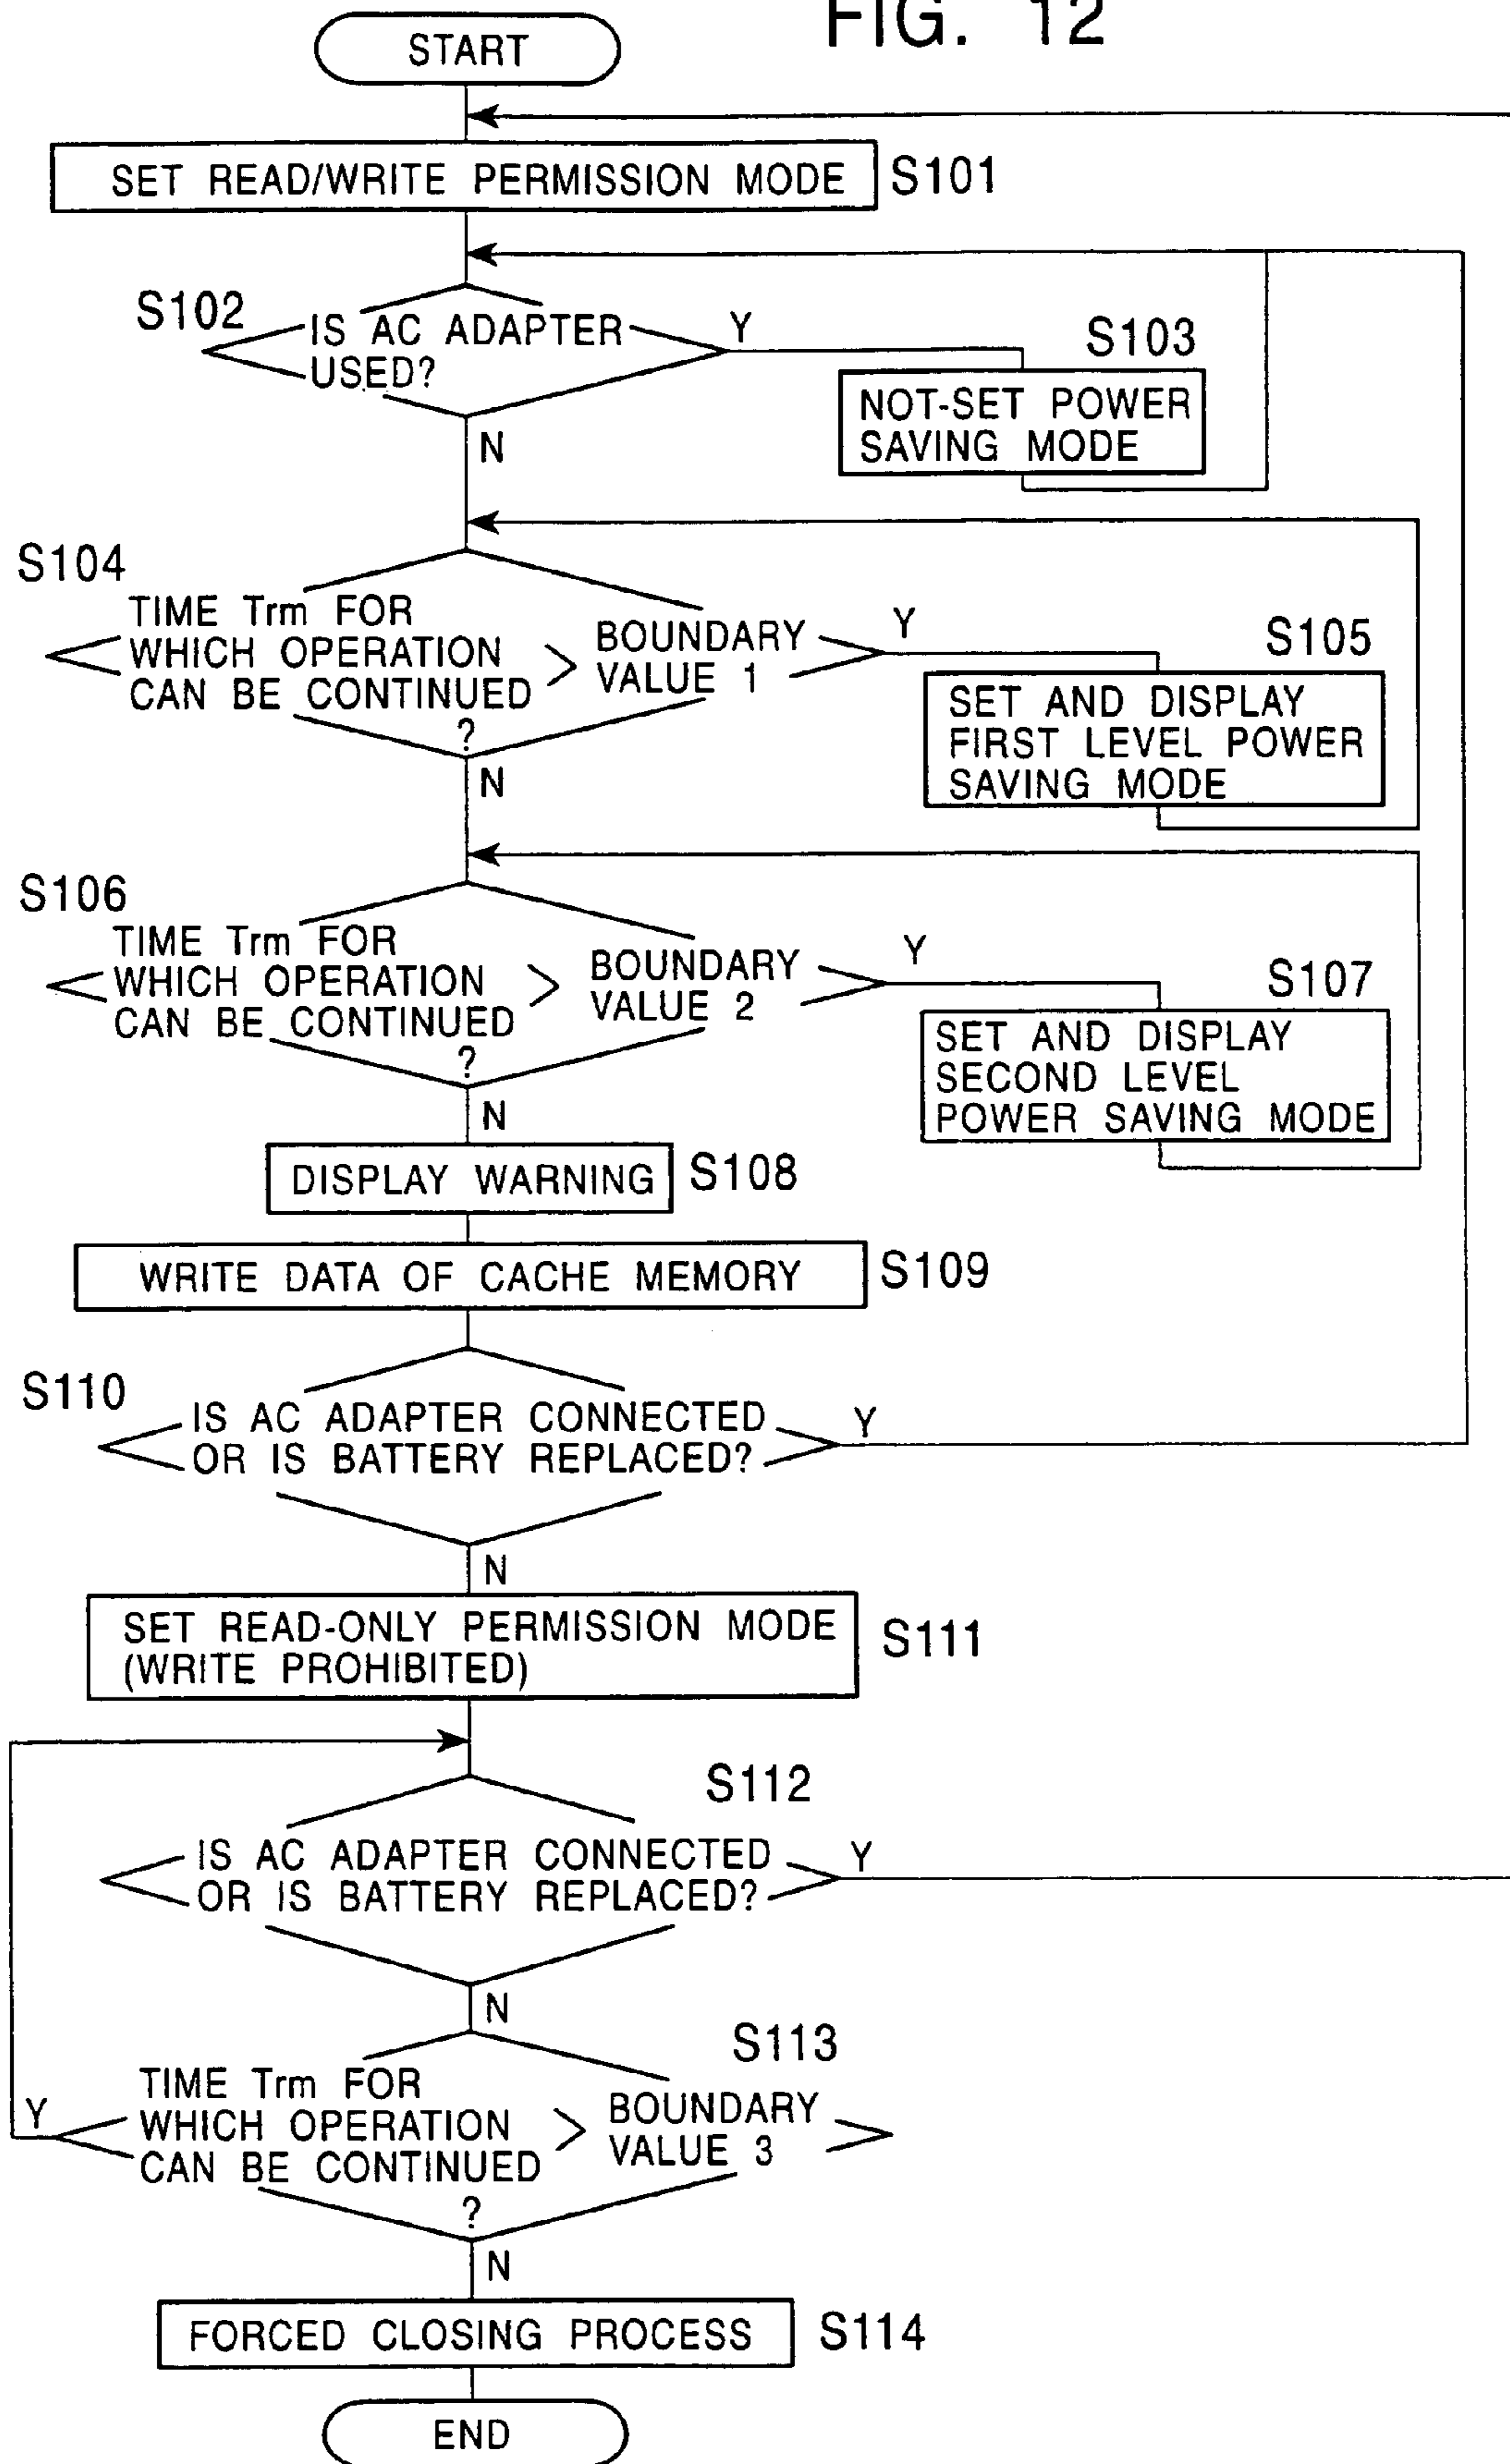 FIG. 12
START
SET READ/WRITE PERMISSION MODE
S101
S102
IS AC ADAPTER
USED?
Y
N
S103
NOT-SET POWER
SAVING MODE
S104
TIME Trm FOR
WHICH OPERATION
CAN BE CONTINUED
>
BOUNDARY
VALUE 1
?
Y
N
S105
SET AND DISPLAY
FIRST LEVEL POWER
SAVING MODE
S106
TIME Trm FOR
WHICH OPERATION
CAN BE CONTINUED
>
BOUNDARY
VALUE 2
?
Y
N
S107
SET AND DISPLAY
SECOND LEVEL
POWER SAVING MODE
DISPLAY WARNING
S108
WRITE DATA OF CACHE MEMORY
S109
S110
IS AC ADAPTER CONNECTED
OR IS BATTERY REPLACED?
Y
N
SET READ-ONLY PERMISSION MODE
(WRITE PROHIBITED)
S111
S112
IS AC ADAPTER CONNECTED
OR IS BATTERY REPLACED?
Y
N
S113
TIME Trm FOR
WHICH OPERATION
CAN BE CONTINUED
>
BOUNDARY
VALUE 3
?
Y
N
FORCED CLOSING PROCESS
S114
END